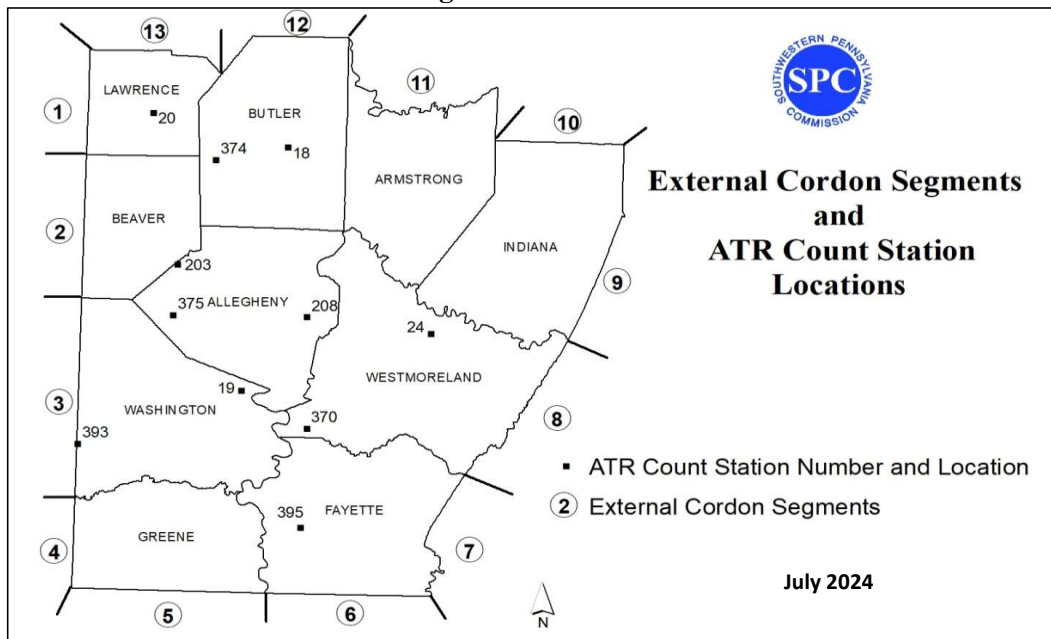 13
12
11
10
1
2
3
4
5
6
7
8
9
LAWRENCE
20
BUTLER
374
18
ARMSTRONG
INDIANA
BEAVER
203
375
ALLEGHENY
208
24
WESTMORELAND
19
WASHINGTON
370
393
395
FAYETTE
GREENE
N
SOUTHWESTERN PENNSYLVANIA
SPC
COMMISSION
External Cordon Segments
and
ATR Count Station
Locations
ATR Count Station Number and Location
2 External Cordon Segments
July 2024